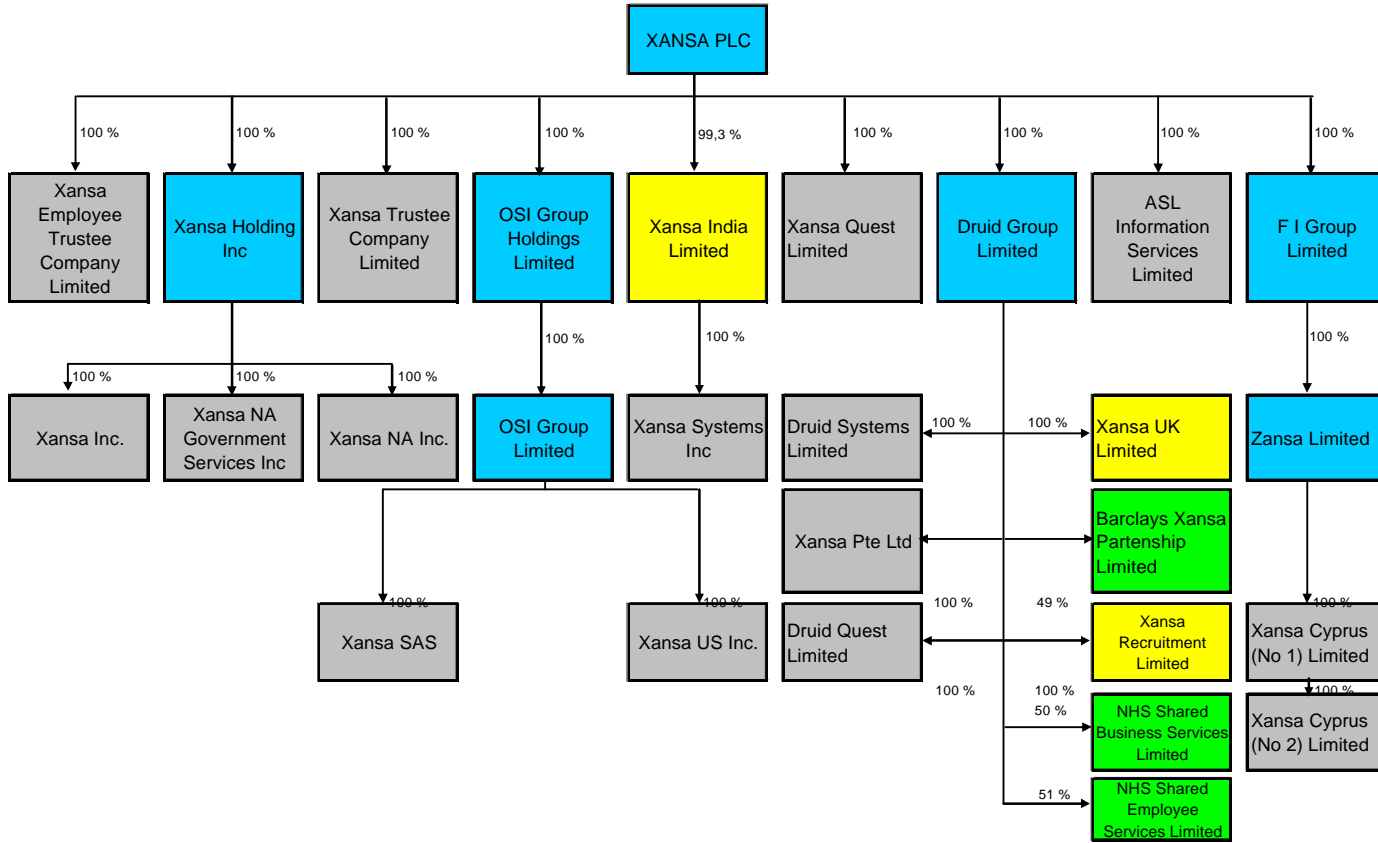 XANSA PLC
100 %
100 %
100 %
100 %
99,3 %
100 %
100 %
100 %
100 %
Xansa
Employee
Trustee
Company
Limited
Xansa Holding
Inc
Xansa Trustee
Company
Limited
OSI Group
Holdings
Limited
Xansa India
Limited
Xansa Quest
Limited
Druid Group
Limited
ASL
Information
Services
Limited
F I Group
Limited
100 %
100 %
100 %
100 %
100 %
100 %
Xansa Inc.
Xansa NA
Government
Services Inc
Xansa NA Inc.
OSI Group
Limited
Xansa Systems
Inc
Druid Systems
Limited
100 %
100 %
Xansa UK
Limited
Zansa Limited
Xansa Pte Ltd
Barclays Xansa
Partenship
Limited
100 %
100 %
100 %
49 %
100 %
Xansa SAS
Xansa US Inc.
Druid Quest
Limited
Xansa
Recruitment
Limited
Xansa Cyprus
(No 1) Limited
100 %
100 %
100 %
50 %
NHS Shared
Business Services
Limited
Xansa Cyprus
(No 2) Limited
51 %
NHS Shared
Employee
Services Limited